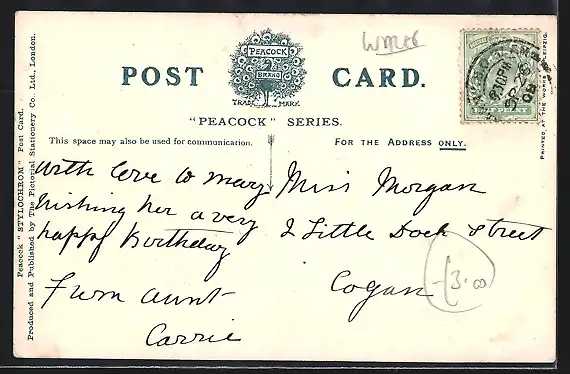 POST CARD.
PEACOCK
BRAND
TRADE MARK
"PEACOCK" SERIES.
This space may also be used for communication.
FOR THE ADDRESS ONLY.
With love to mary
Wishing her a very
happy Birthday
From aunt
Carrie
Miss Morgan
2 Little Dock Street
Cogan
3.00
Peacock "STYLOCHROM" Post Card.
Produced and Published by The Pictorial Stationery Co. Ltd., London.
PRINTED AT THE WORKS LEIPZIG.